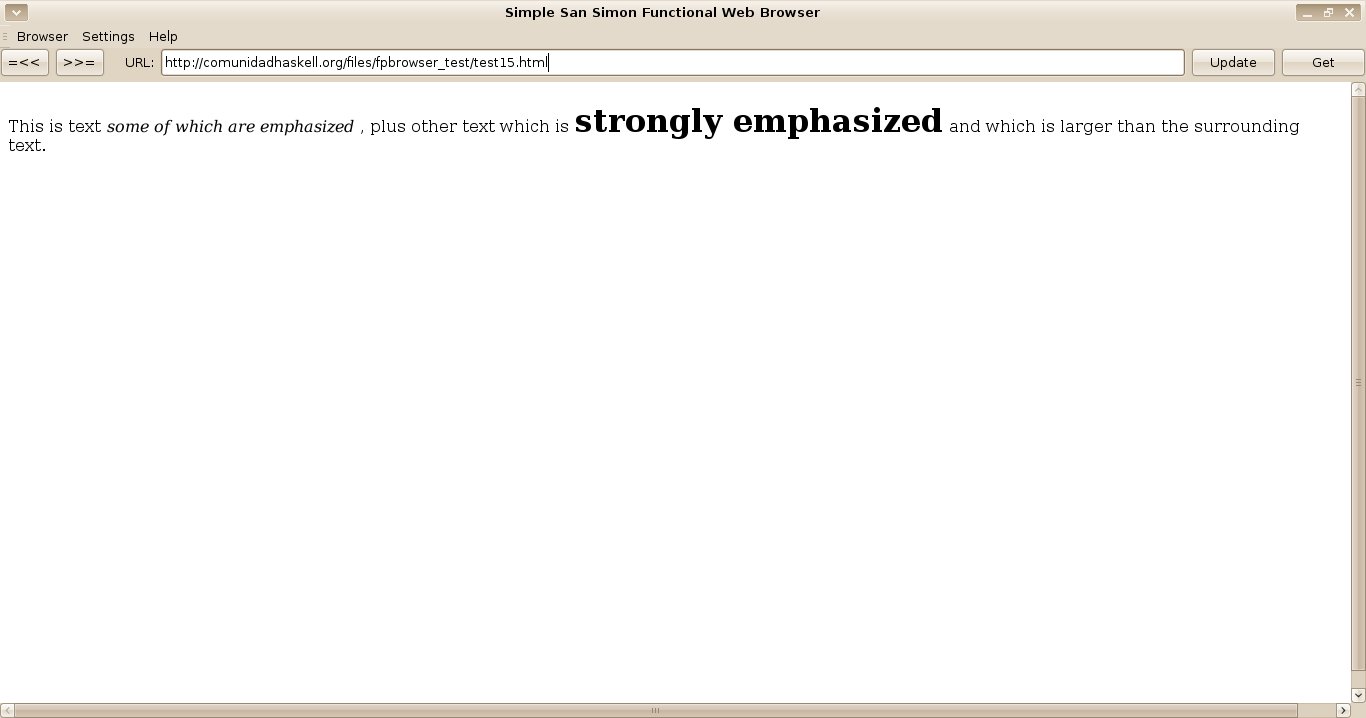 Simple San Simon Functional Web Browser
Browser Settings Help
=<< >>= URL: http://comunidadhaskell.org/files/fpbrowser_test/test15.html Update Get
This is text some of which are emphasized , plus other text which is strongly emphasized and which is larger than the surrounding
text.